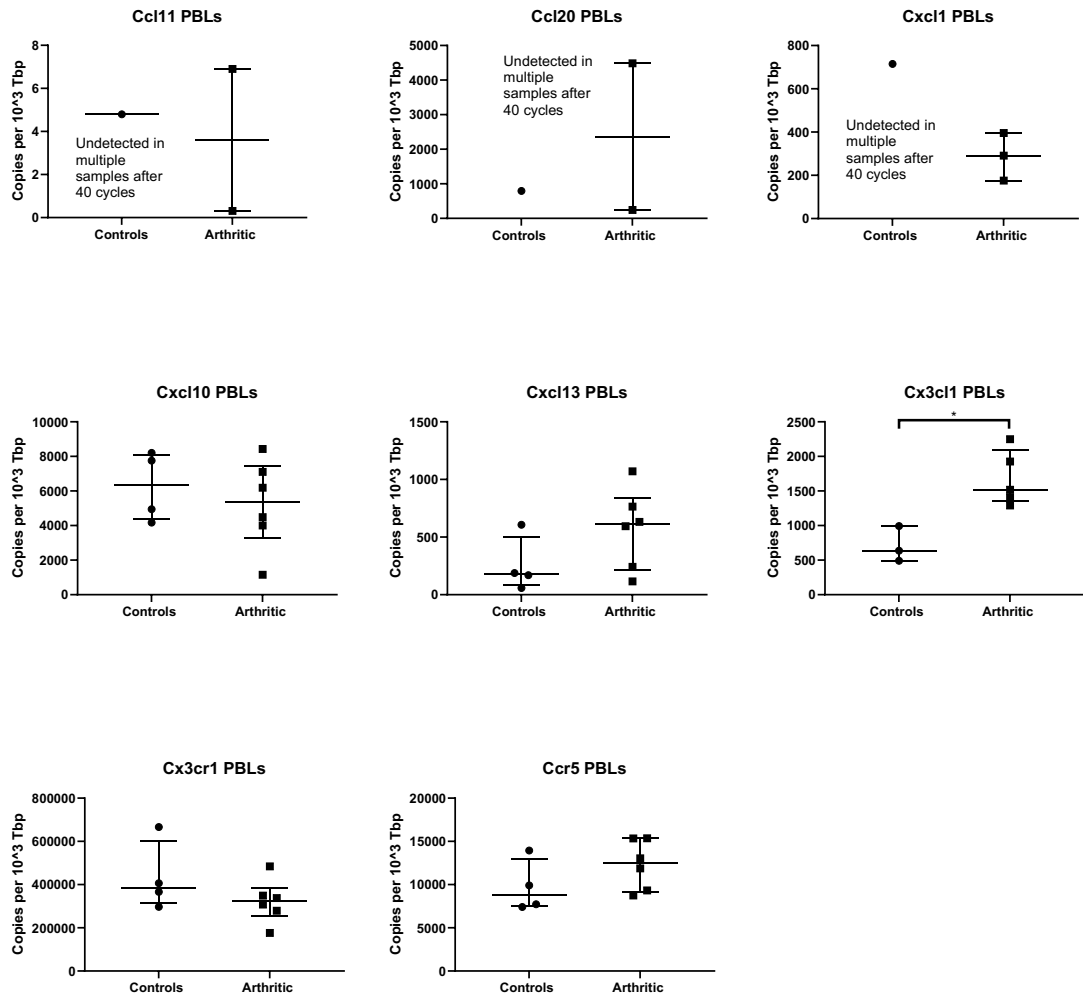 Ccl11 PBLs
Copies per 10^3 Tbp
8
6
4
2
0
Undetected in
multiple
samples after
40 cycles
Controls
Arthritic
Ccl20 PBLs
Copies per 10^3 Tbp
5000
4000
3000
2000
1000
0
Undetected in
multiple
samples after
40 cycles
Controls
Arthritic
Cxcl1 PBLs
Copies per 10^3 Tbp
800
600
400
200
0
Undetected in
multiple
samples after
40 cycles
Controls
Arthritic
Cxcl10 PBLs
Copies per 10^3 Tbp
10000
8000
6000
4000
2000
0
Controls
Arthritic
Cxcl13 PBLs
Copies per 10^3 Tbp
1500
1000
500
0
Controls
Arthritic
Cx3cl1 PBLs
Copies per 10^3 Tbp
2500
2000
1500
1000
500
0
*
Controls
Arthritic
Cx3cr1 PBLs
Copies per 10^3 Tbp
800000
600000
400000
200000
0
Controls
Arthritic
Ccr5 PBLs
Copies per 10^3 Tbp
20000
15000
10000
5000
0
Controls
Arthritic